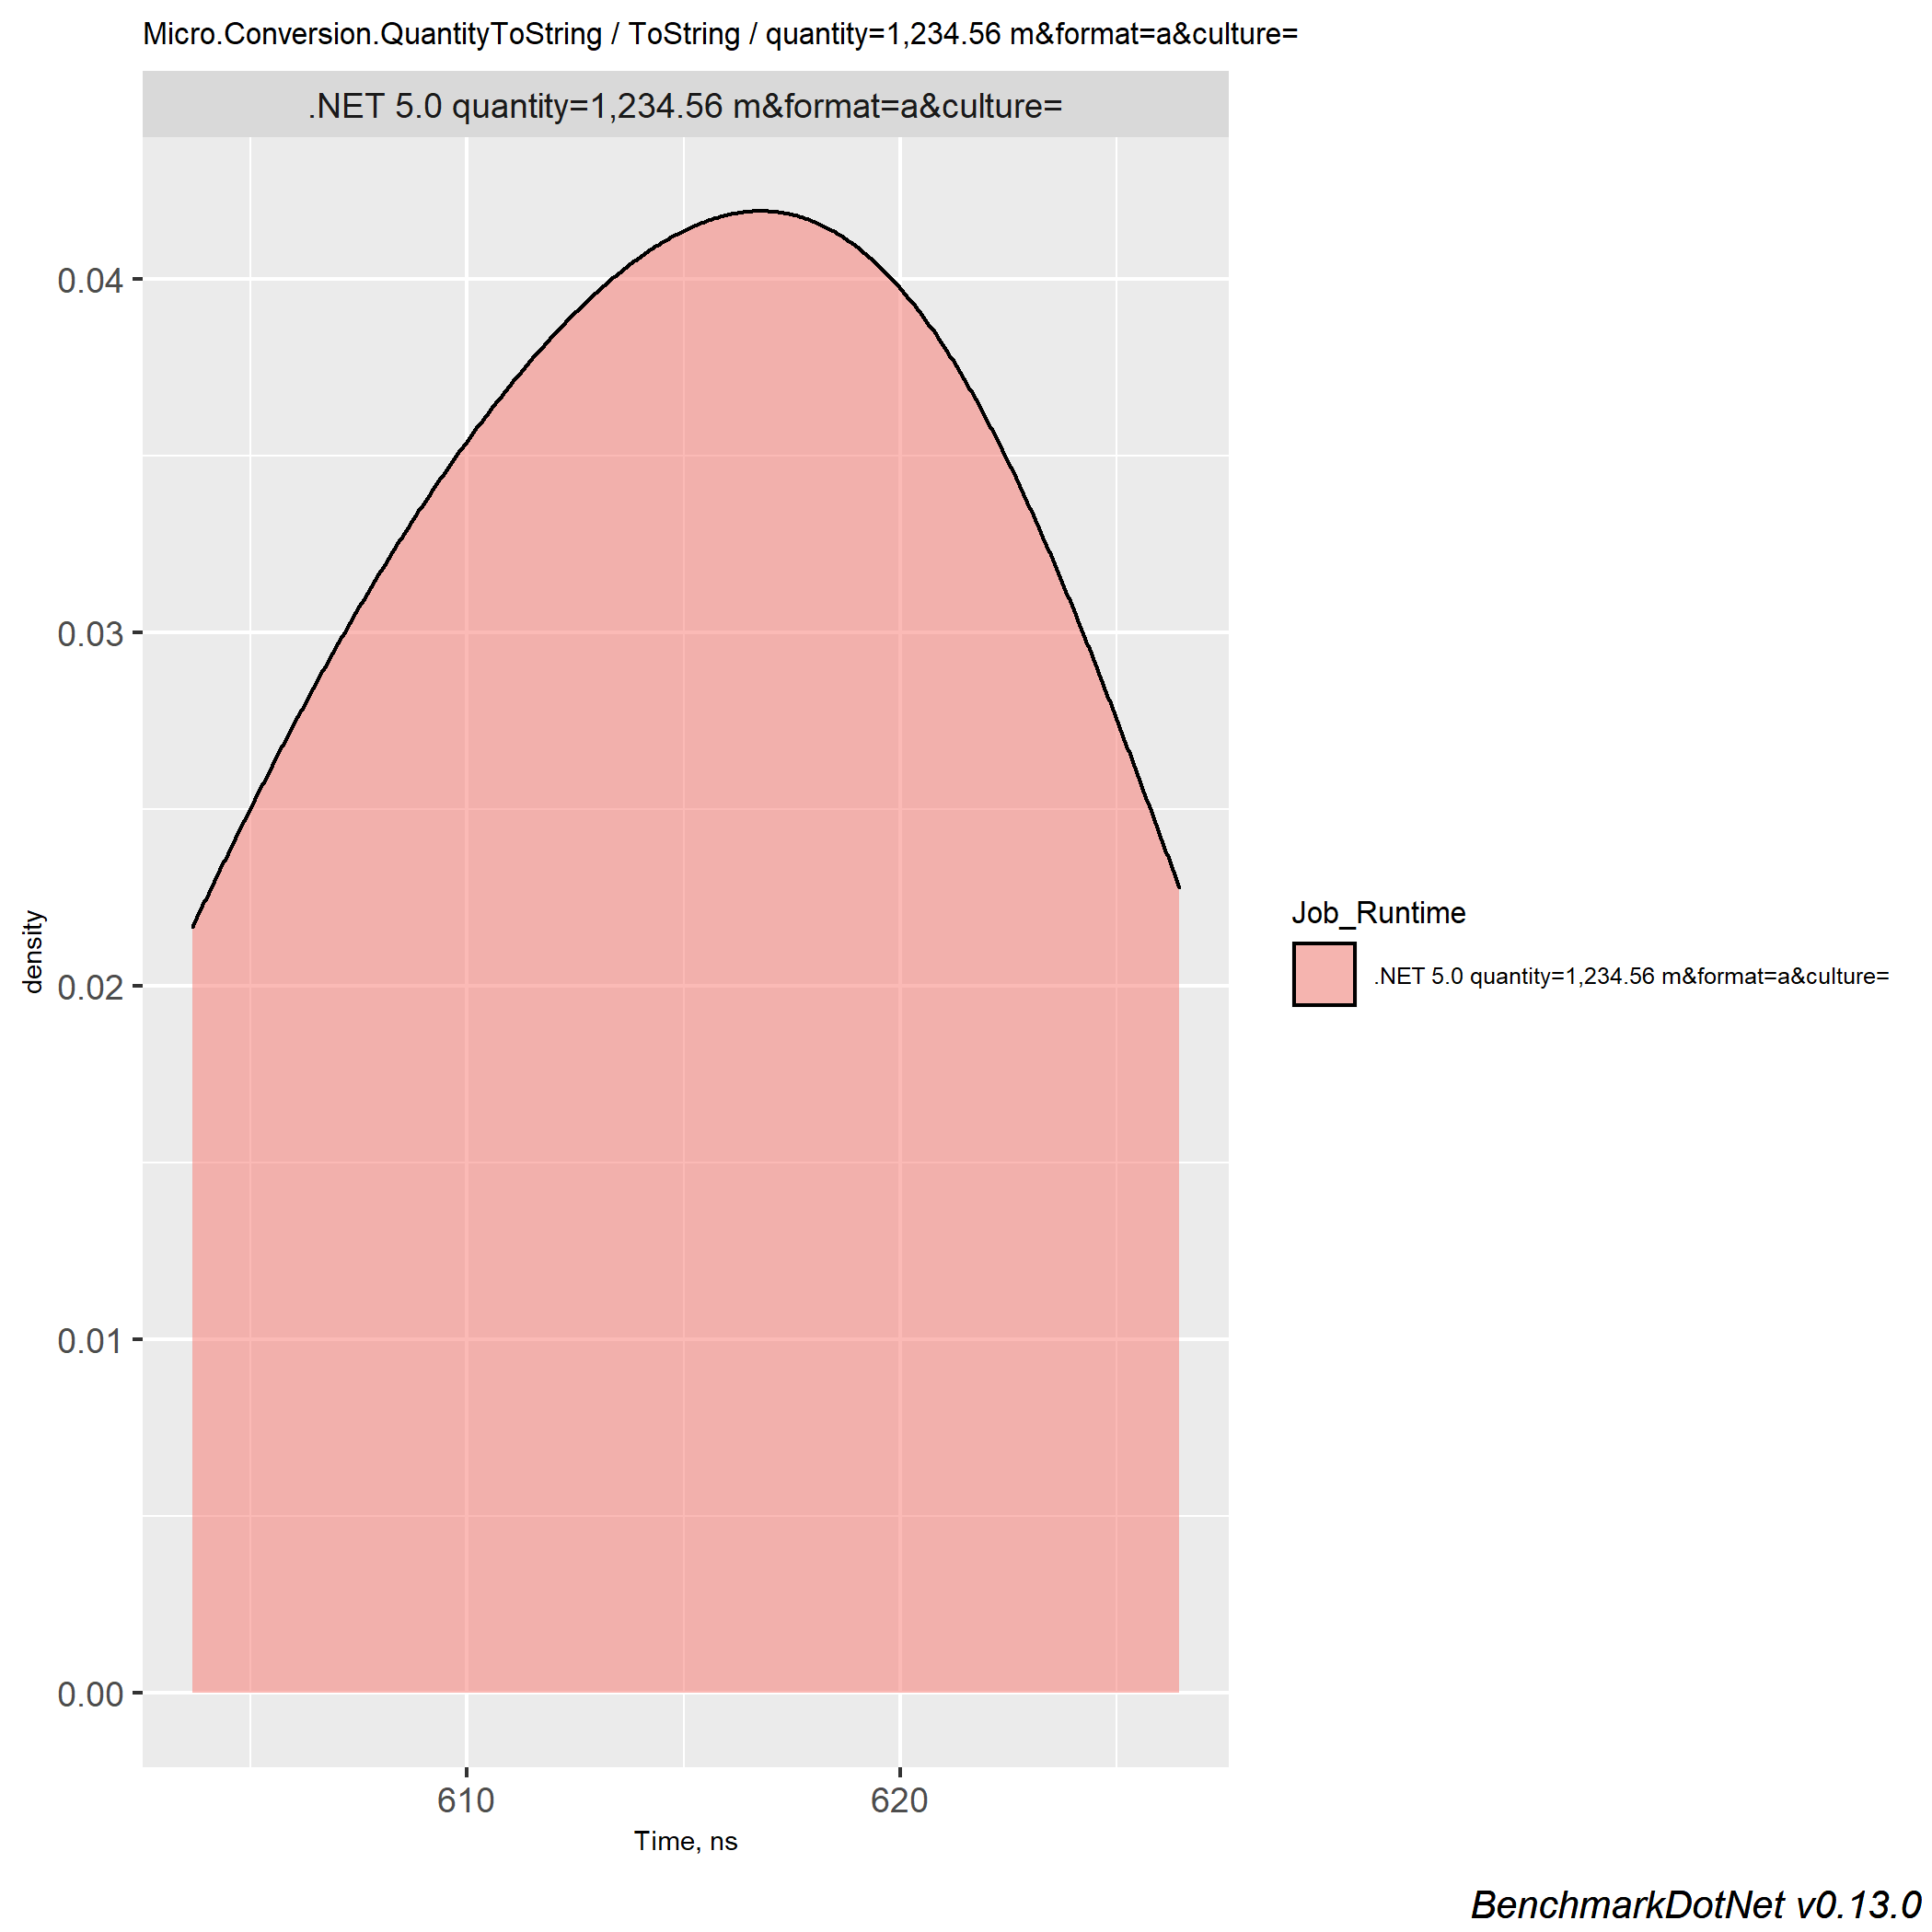 Micro.Conversion.QuantityToString / ToString / quantity=1,234.56 m&format=a&culture=
.NET 5.0 quantity=1,234.56 m&format=a&culture=
0.04
0.03
0.02
0.01
0.00
density
610
620
Time, ns
Job_Runtime
.NET 5.0 quantity=1,234.56 m&format=a&culture=
BenchmarkDotNet v0.13.0